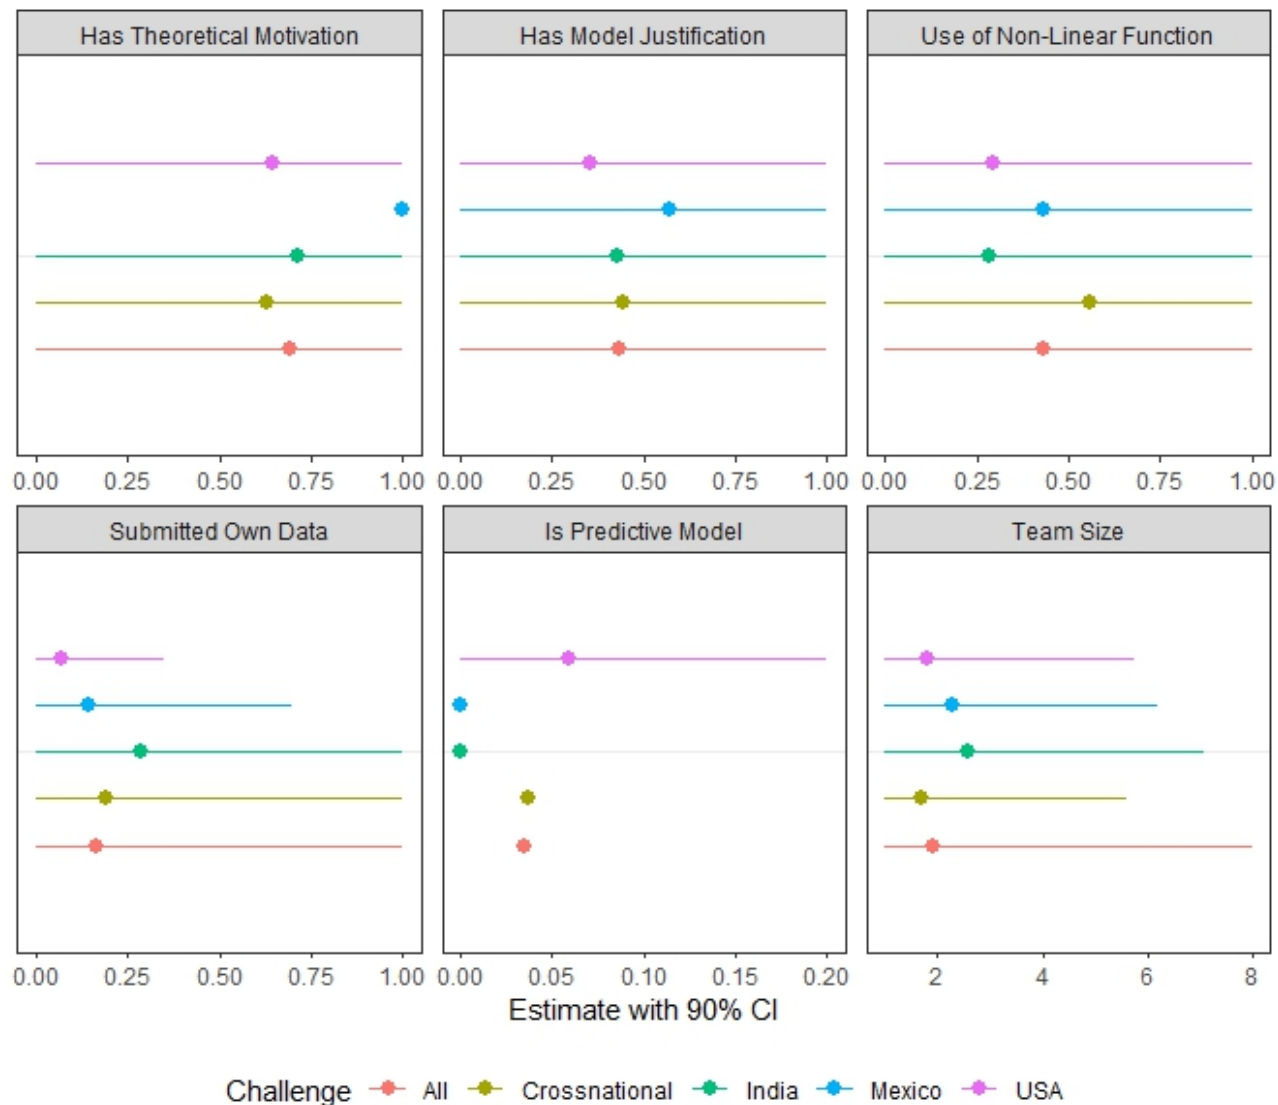 Has Theoretical Motivation
Has Model Justification
Use of Non-Linear Function
0.00 0.25 0.50 0.75 1.00
0.00 0.25 0.50 0.75 1.00
0.00 0.25 0.50 0.75 1.00
Submitted Own Data
Is Predictive Model
Team Size
0.00 0.25 0.50 0.75 1.00
0.00 0.05 0.10 0.15 0.20
2 4 6 8
Estimate with 90% CI
Challenge All Crossnational India Mexico USA